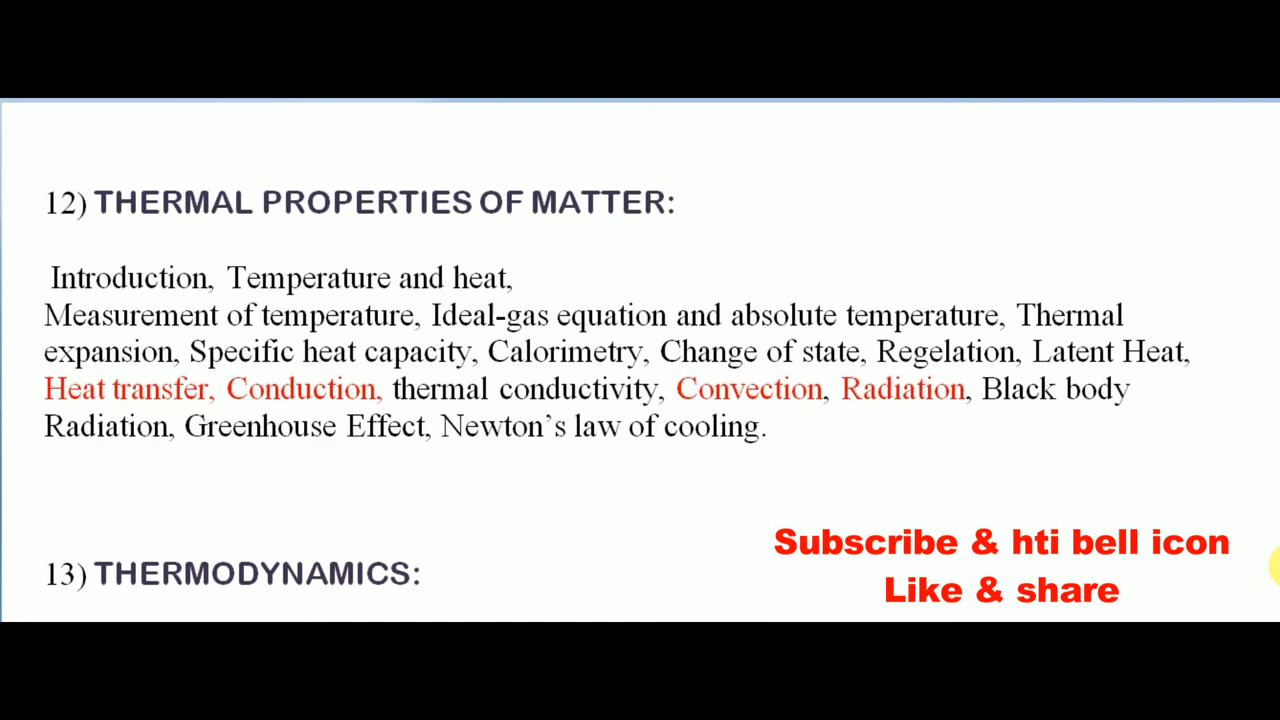 12) THERMAL PROPERTIES OF MATTER:
Introduction, Temperature and heat,
Measurement of temperature, Ideal-gas equation and absolute temperature, Thermal
expansion, Specific heat capacity, Calorimetry, Change of state, Regelation, Latent Heat,
Heat transfer, Conduction, thermal conductivity, Convection, Radiation, Black body
Radiation, Greenhouse Effect, Newton’s law of cooling.
13) THERMODYNAMICS:
Subscribe & hti bell icon
Like & share